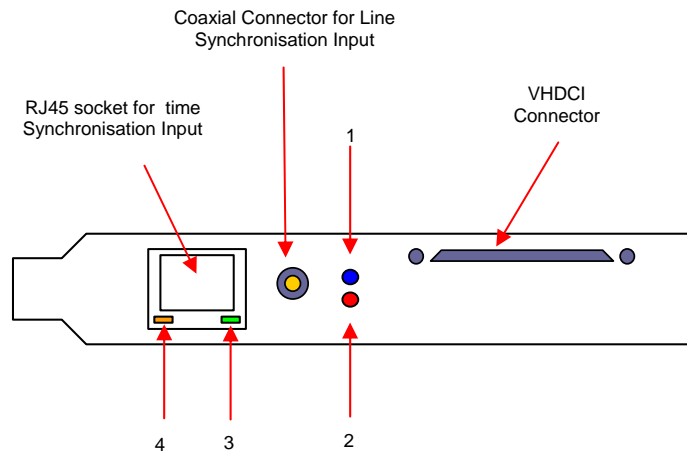 Coaxial Connector for Line
Synchronisation Input
RJ45 socket for time
Synchronisation Input
VHDCI
Connector
1
4
3
2